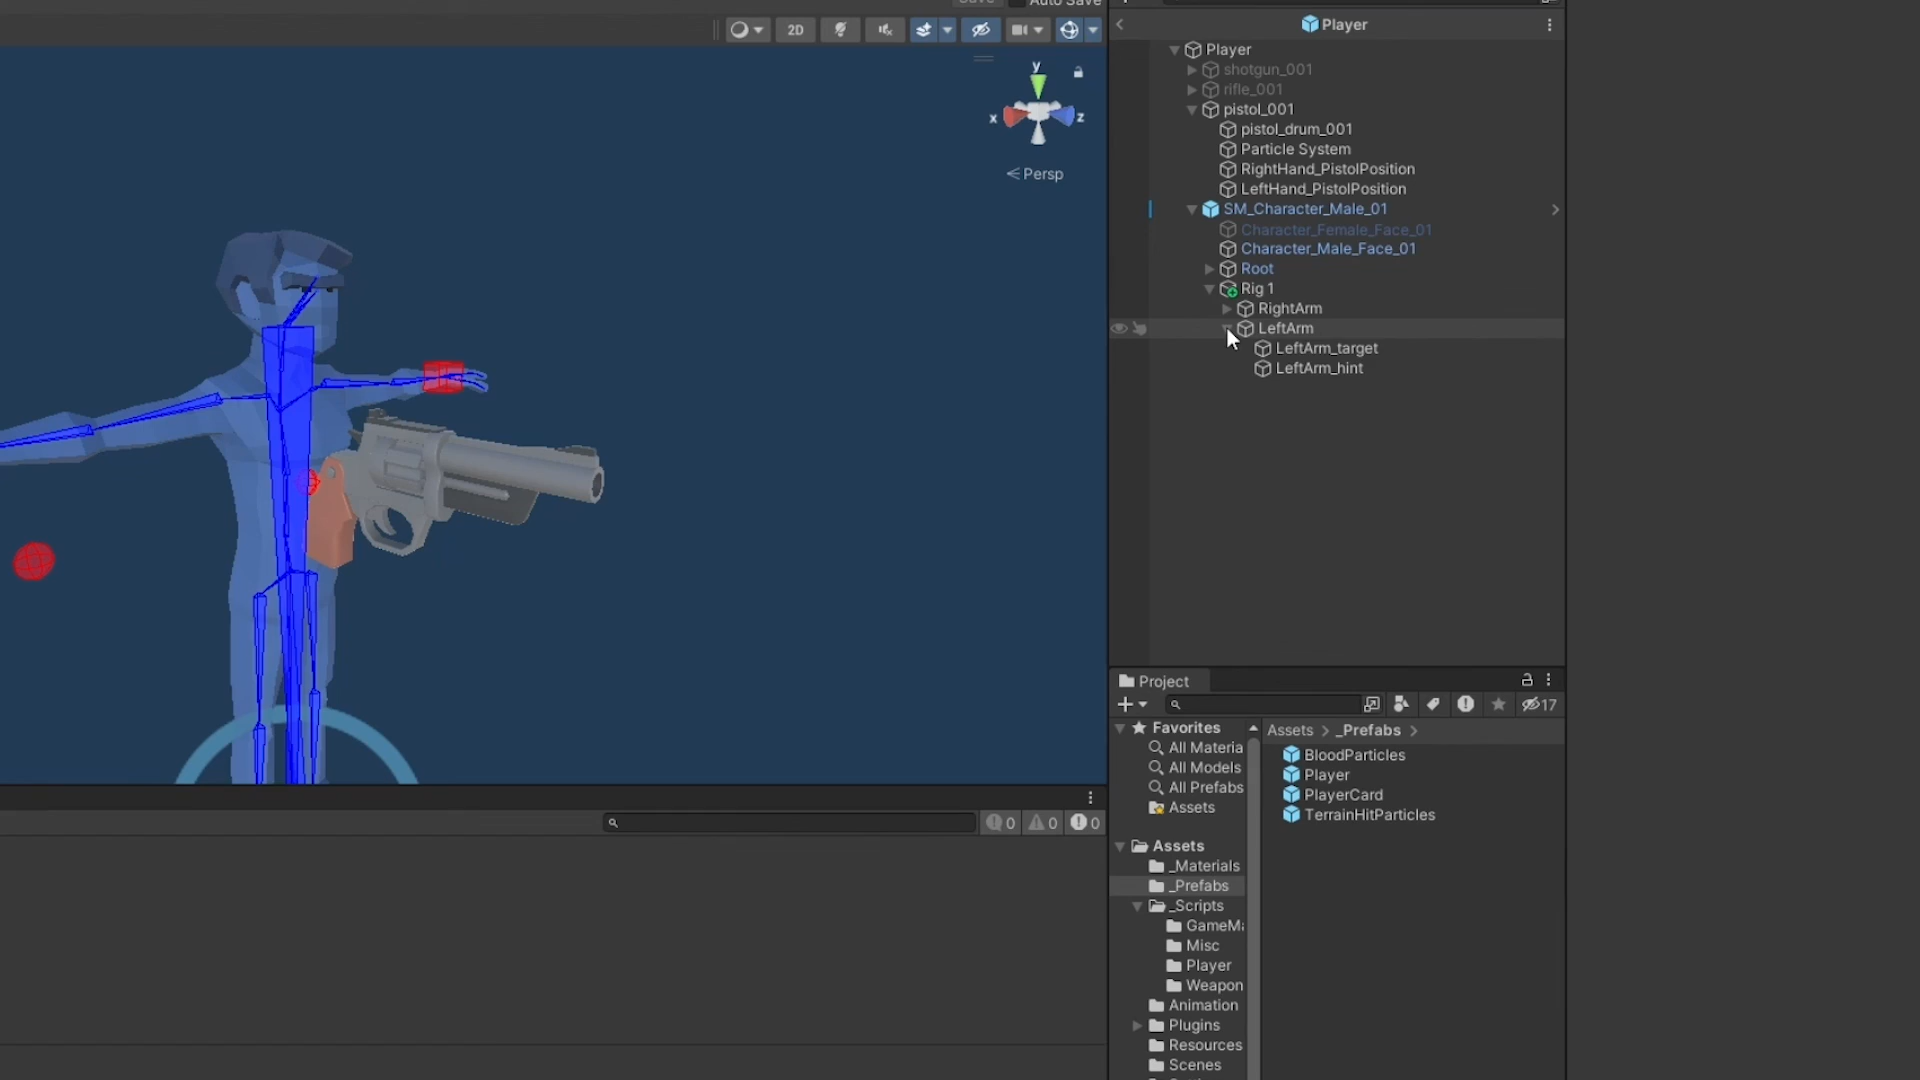 Save
Auto Save
2D
Player
y
x
z
Persp
Player
shotgun_001
rifle_001
pistol_001
pistol_drum_001
Particle System
RightHand_PistolPosition
LeftHand_PistolPosition
SM_Character_Male_01
Character_Female_Face_01
Character_Male_Face_01
Root
Rig 1
RightArm
LeftArm
LeftArm_target
LeftArm_hint
Project
17
Favorites
All Materia
All Models
All Prefabs
Assets
Assets
_Materials
_Prefabs
_Scripts
GameMa
Misc
Player
Weapon
Animation
Plugins
Resources
Scenes
Assets > _Prefabs >
BloodParticles
Player
PlayerCard
TerrainHitParticles
0
0
0